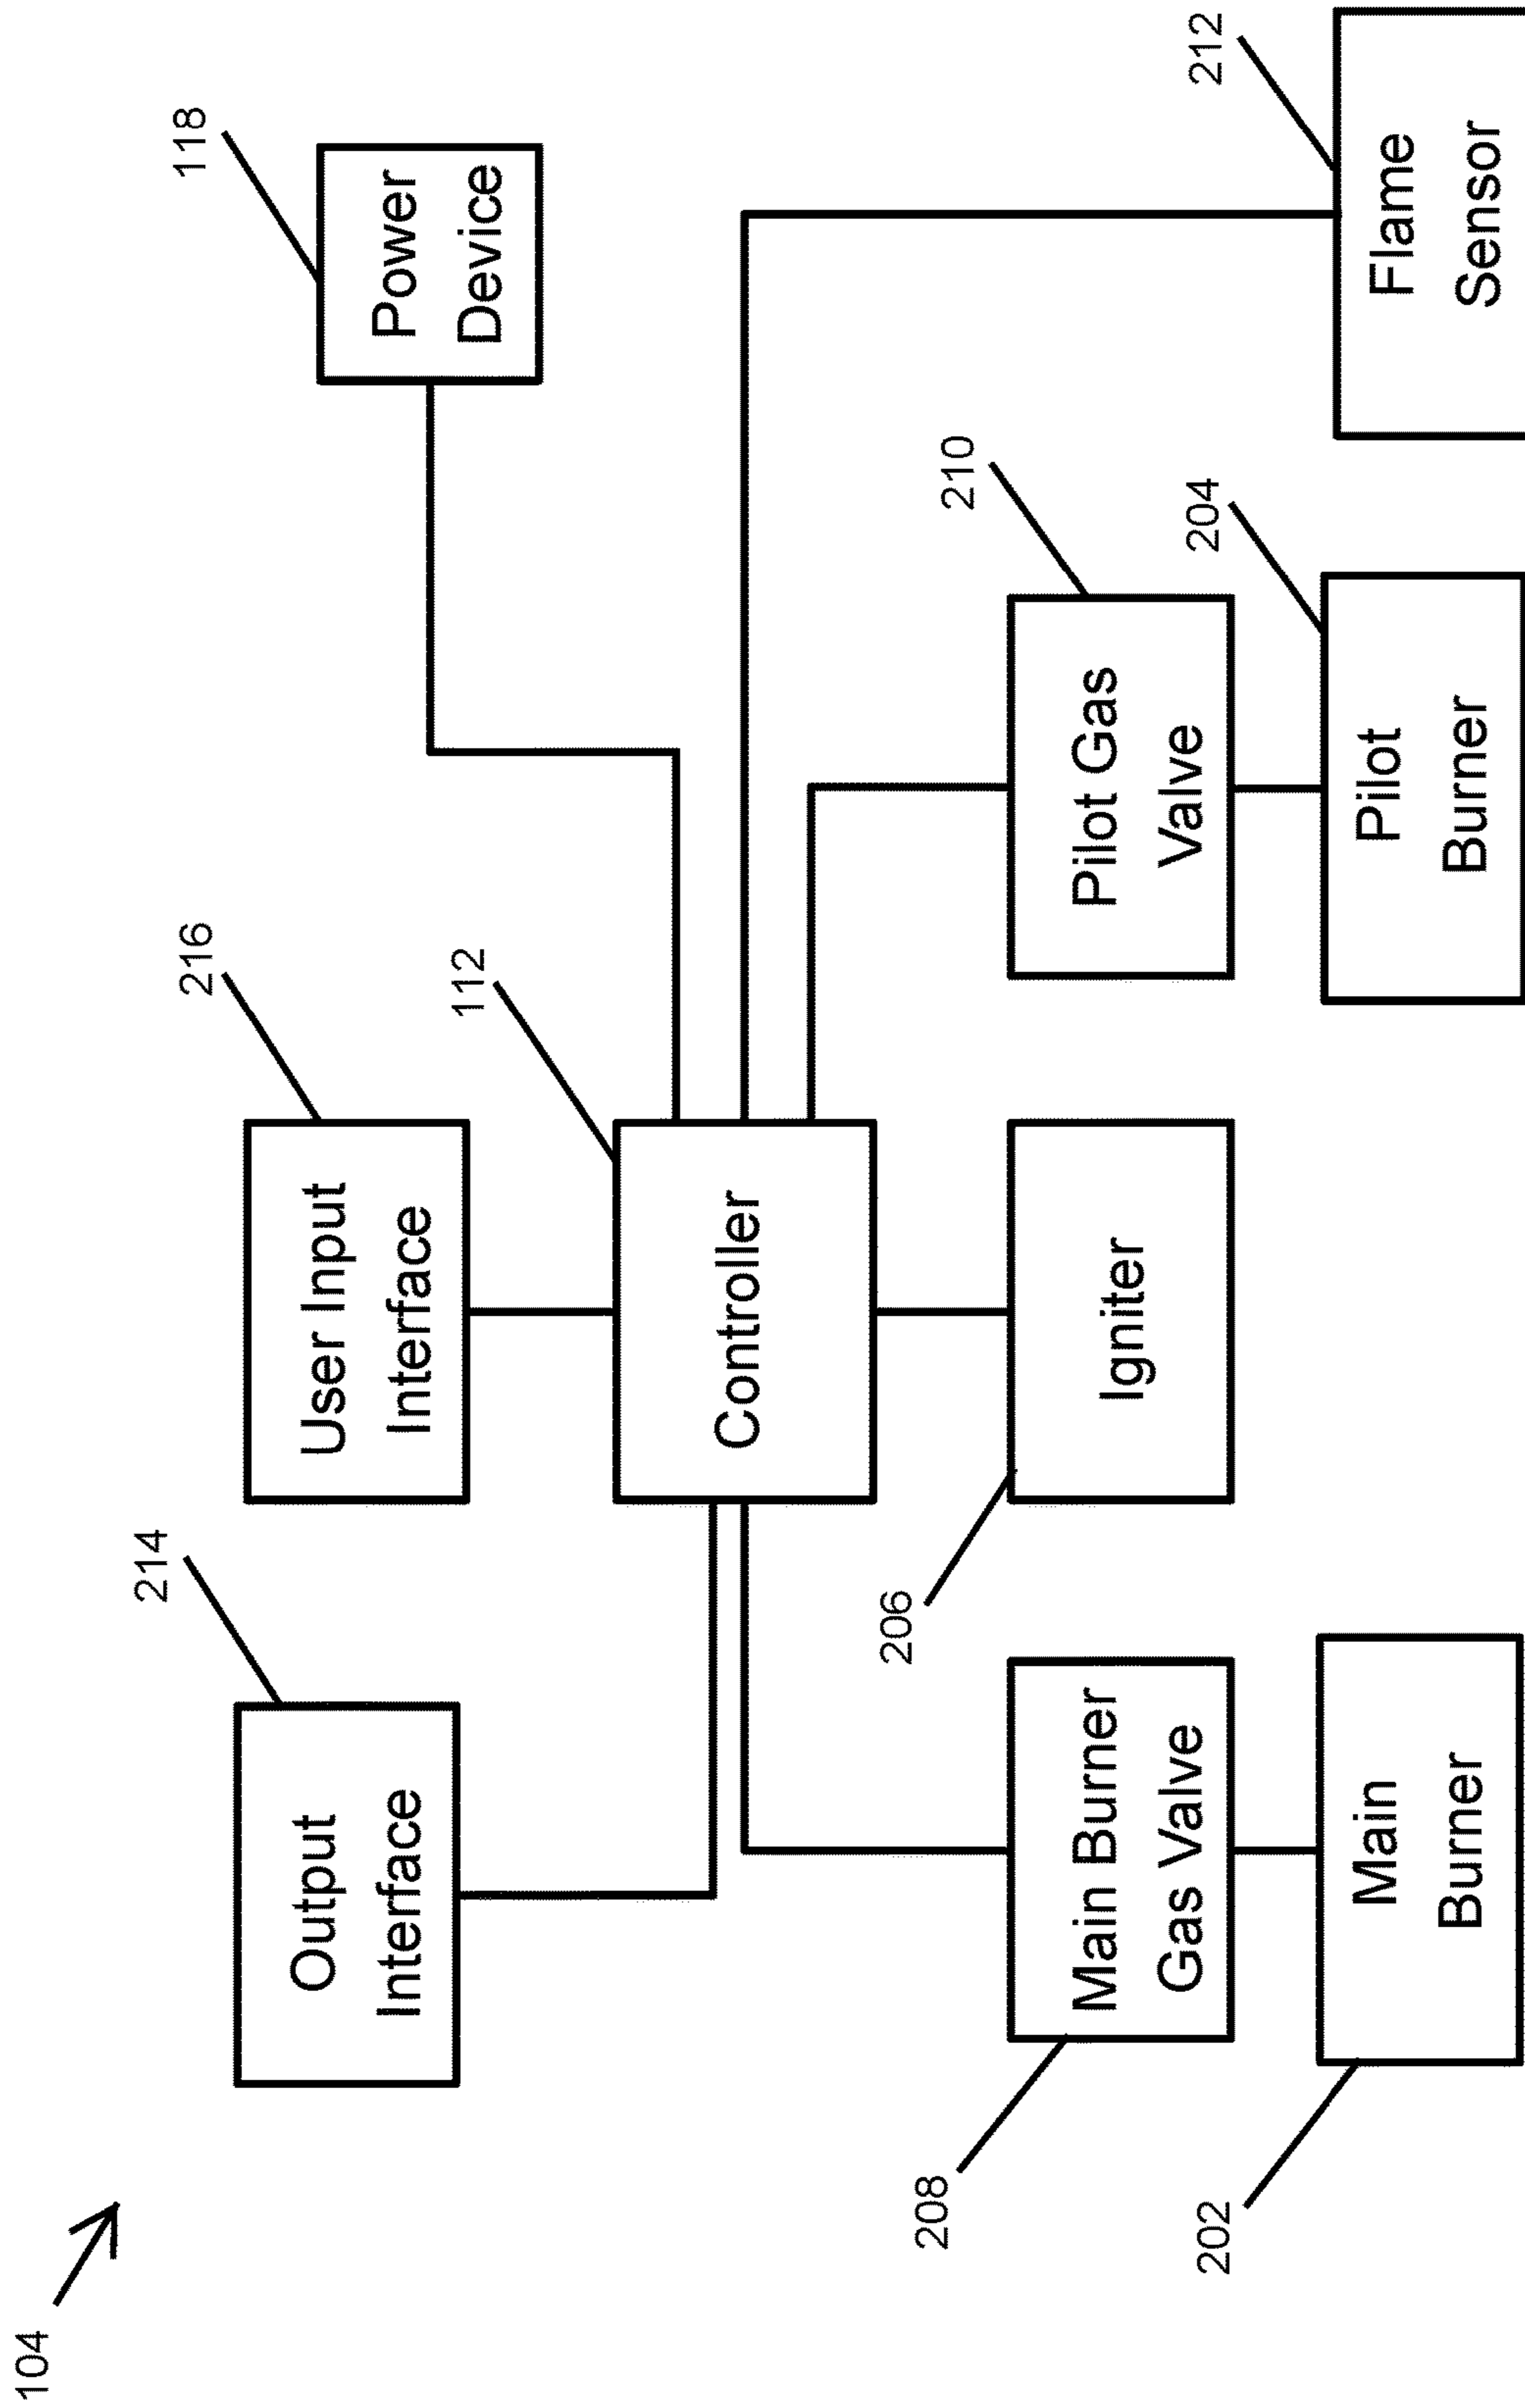 104
214
Output
Interface
216
User Input
Interface
118
Power
Device
112
Controller
208
Main Burner
Gas Valve
206
Igniter
210
Pilot Gas
Valve
212
Flame
Sensor
202
Main
Burner
204
Pilot
Burner